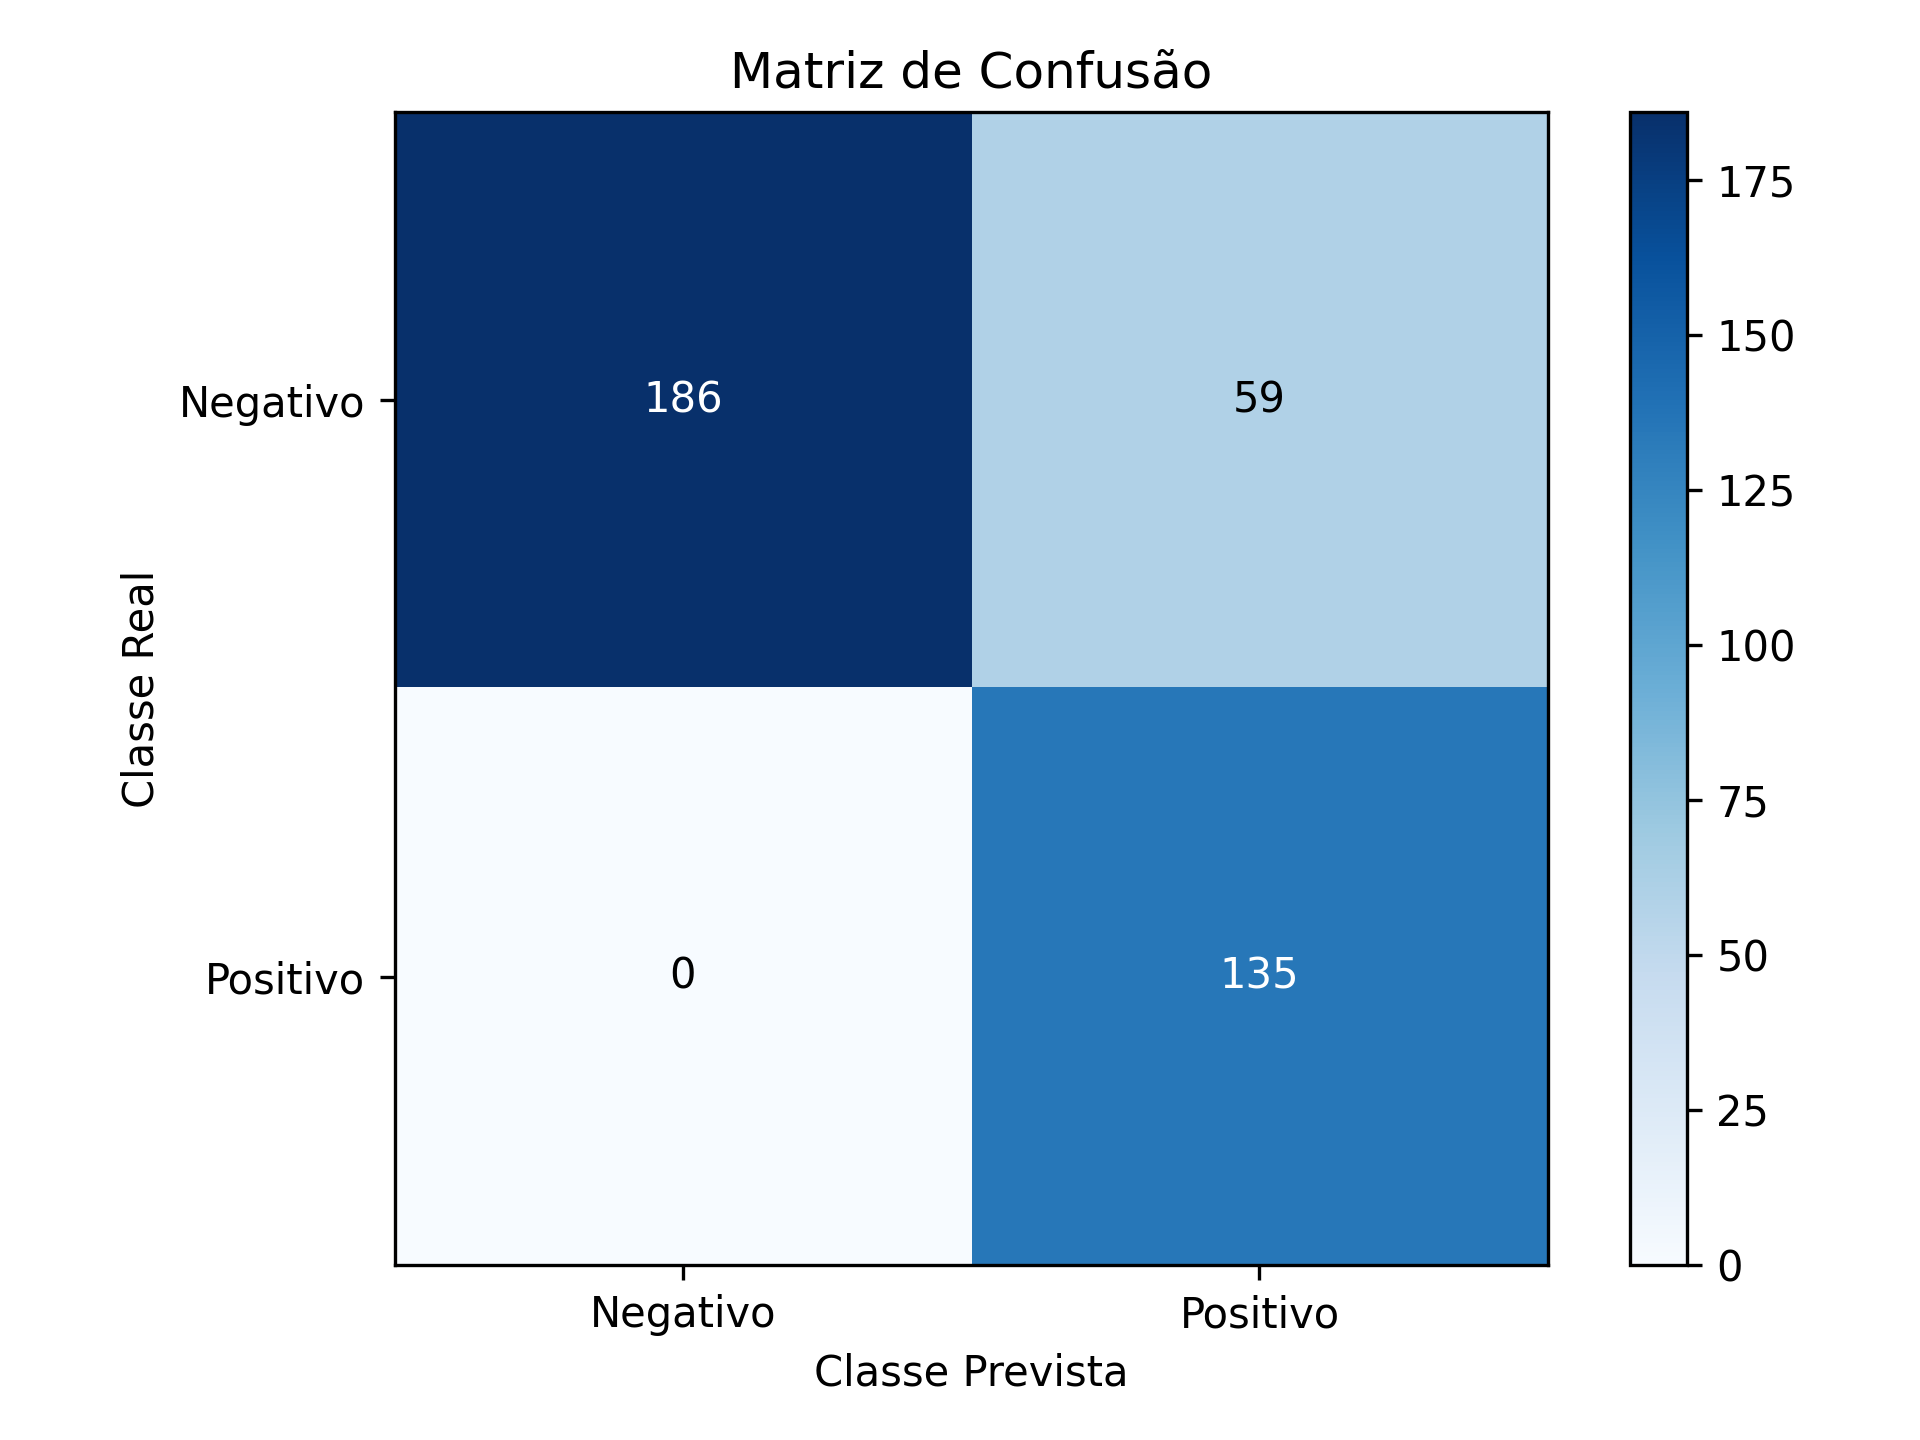 Matriz de Confusão
Negativo
Positivo
Classe Real
186
59
0
135
Negativo
Positivo
Classe Prevista
175
150
125
100
75
50
25
0